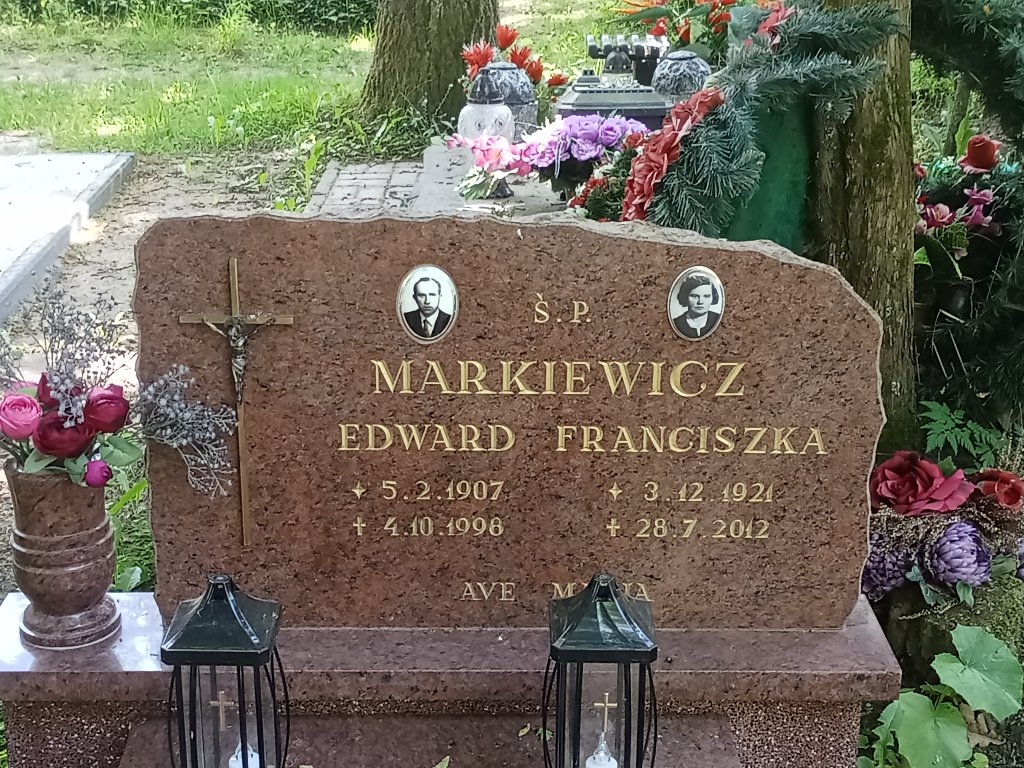 Ś.P.
MARKIEWICZ
EDWARD FRANCISZKA
5.2.1907 3.12.1921
4.10.1998 28.7.2012
AVE